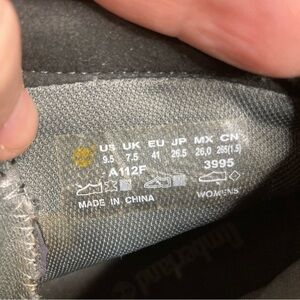 US UK EU JP MX CN
9.5 7.5 41 26.5 26.0 265(1.5)
A112F 3995
MADE IN CHINA WOMENS
Timberland